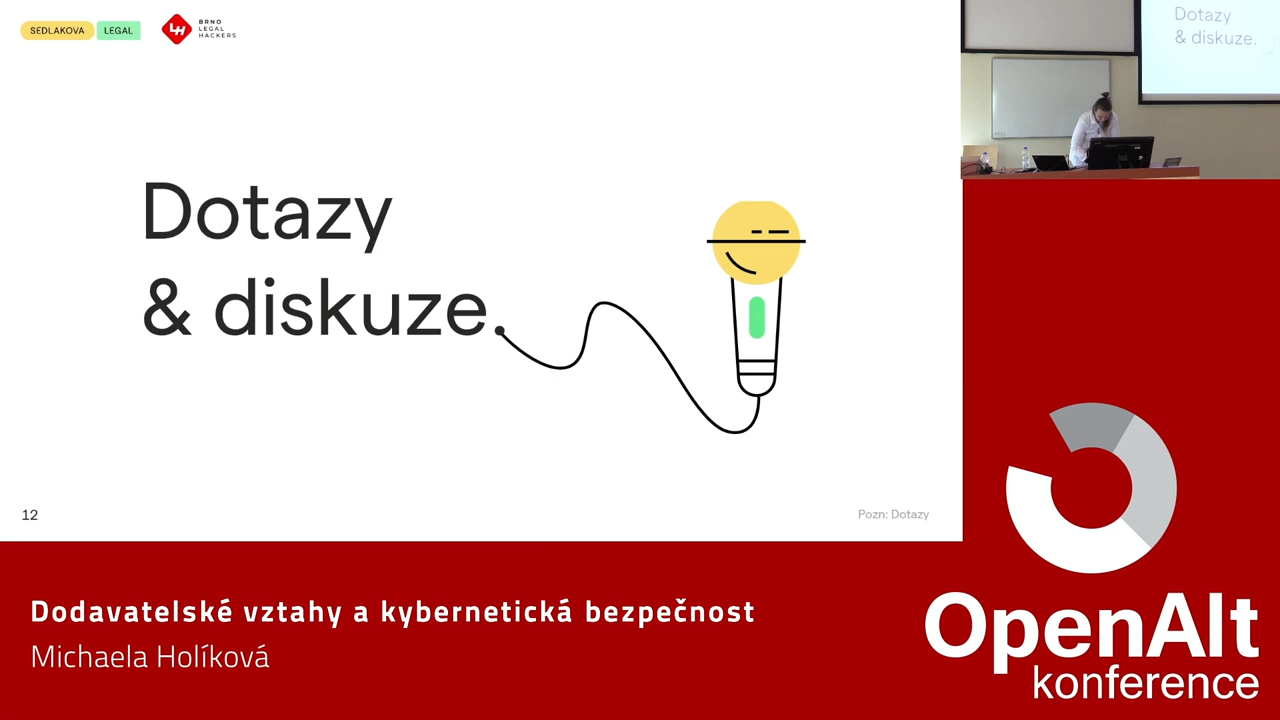 SEDLAKOVA LEGAL
BRNO
LEGAL
HACKERS
Dotazy
& diskuze.
12
Pozn: Dotazy
Dotazy
& diskuze.
Dodavatelské vztahy a kybernetická bezpečnost
Michaela Holíková
OpenAlt
konference